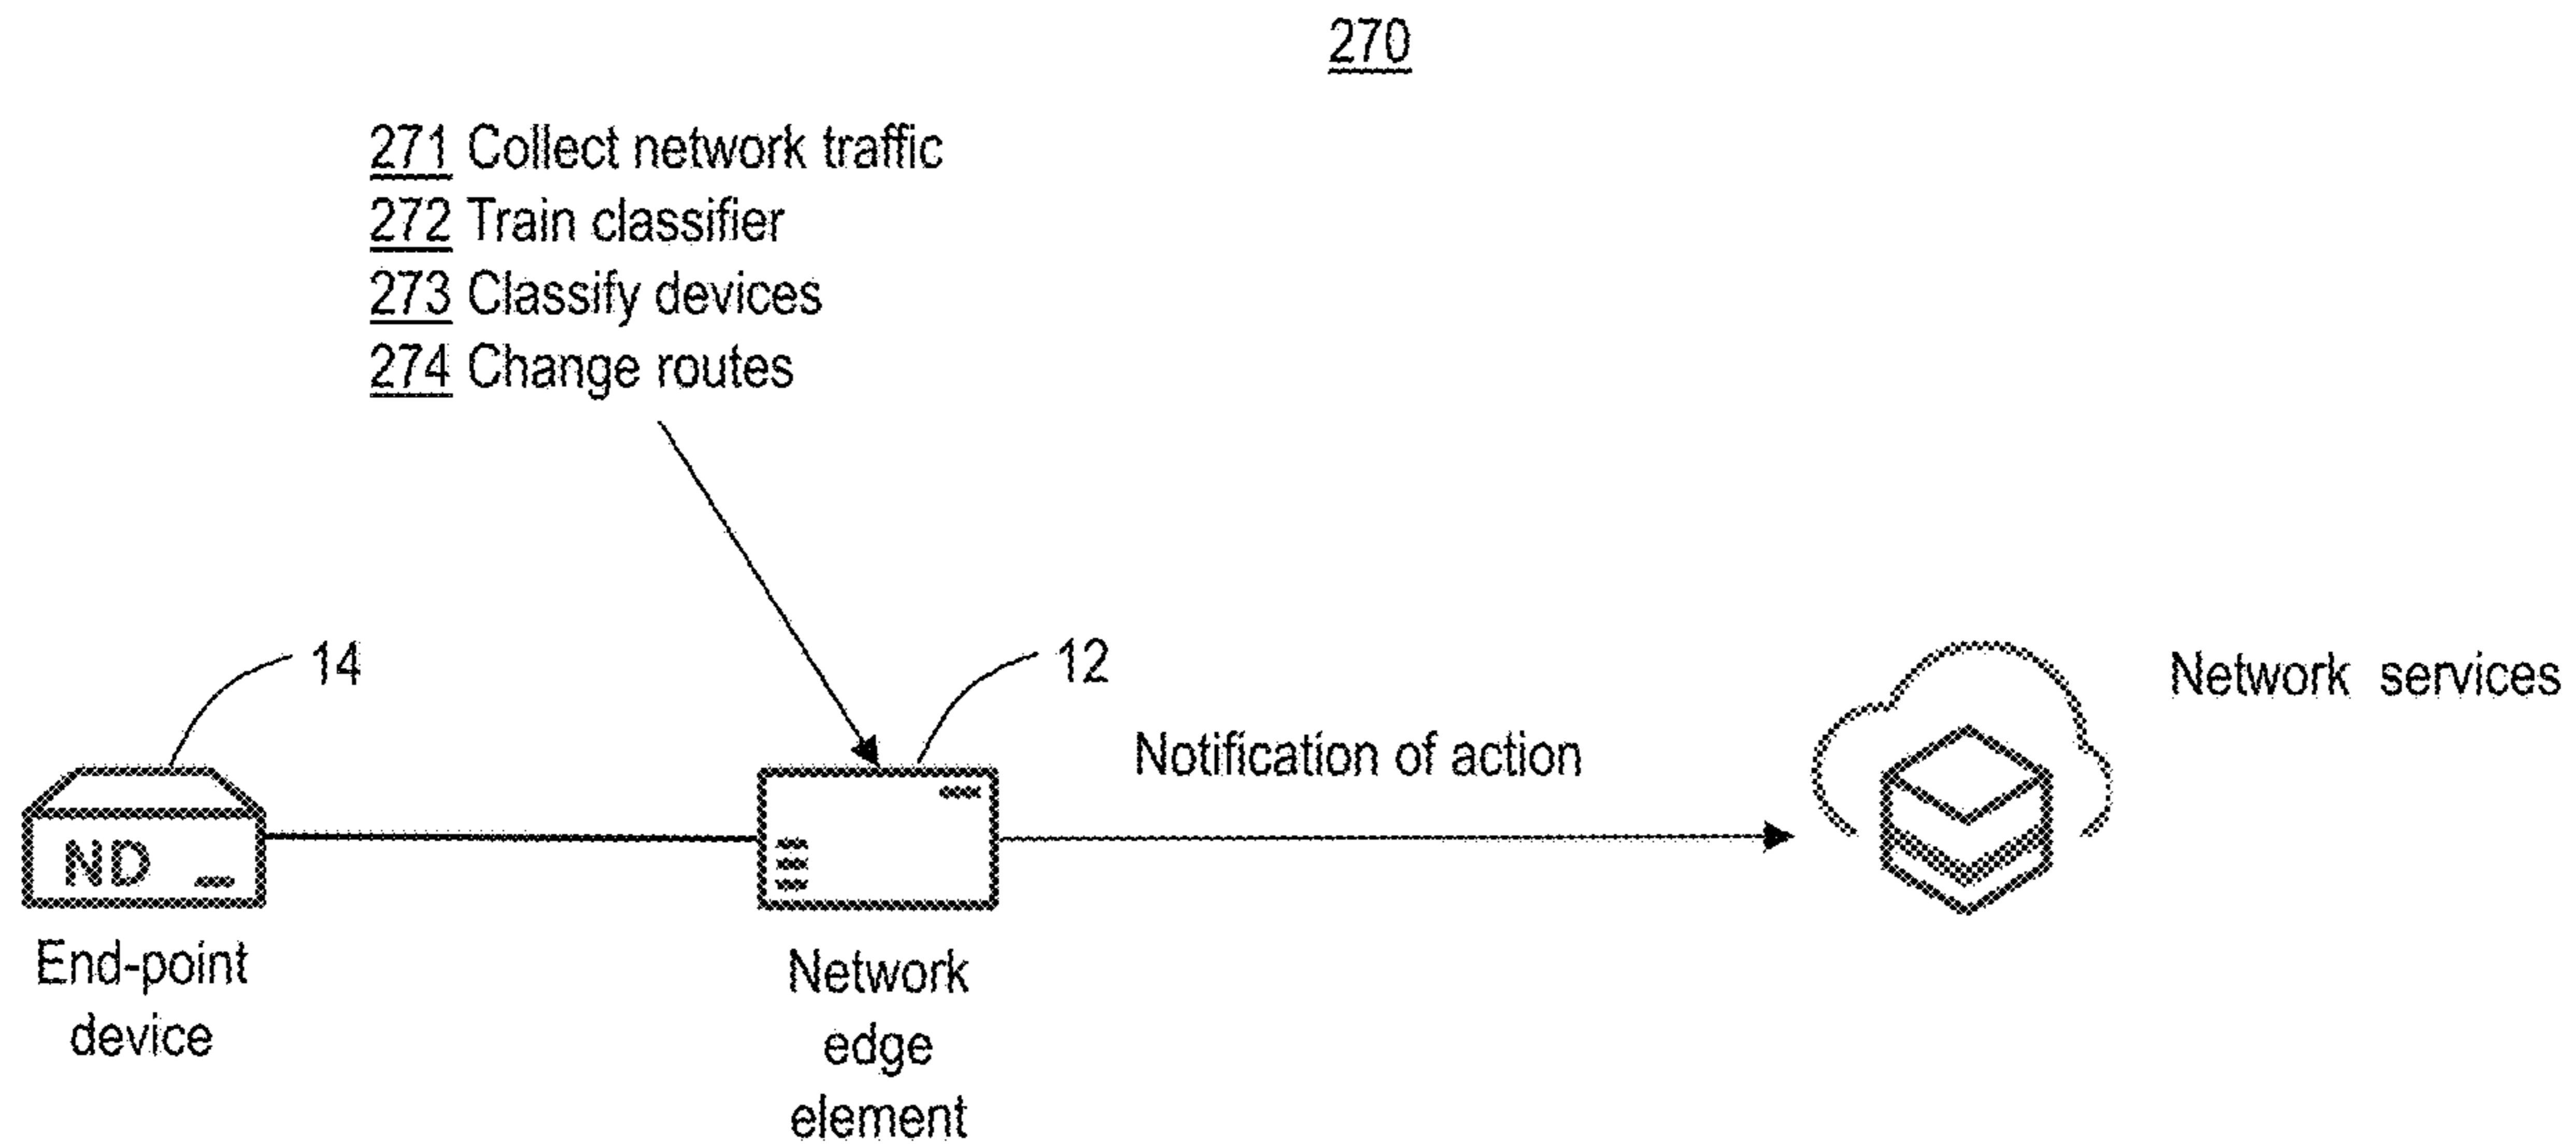 270
271 Collect network traffic
272 Train classifier
273 Classify devices
274 Change routes
14
12
Network services
Notification of action
ND
End-point
device
Network
edge
element